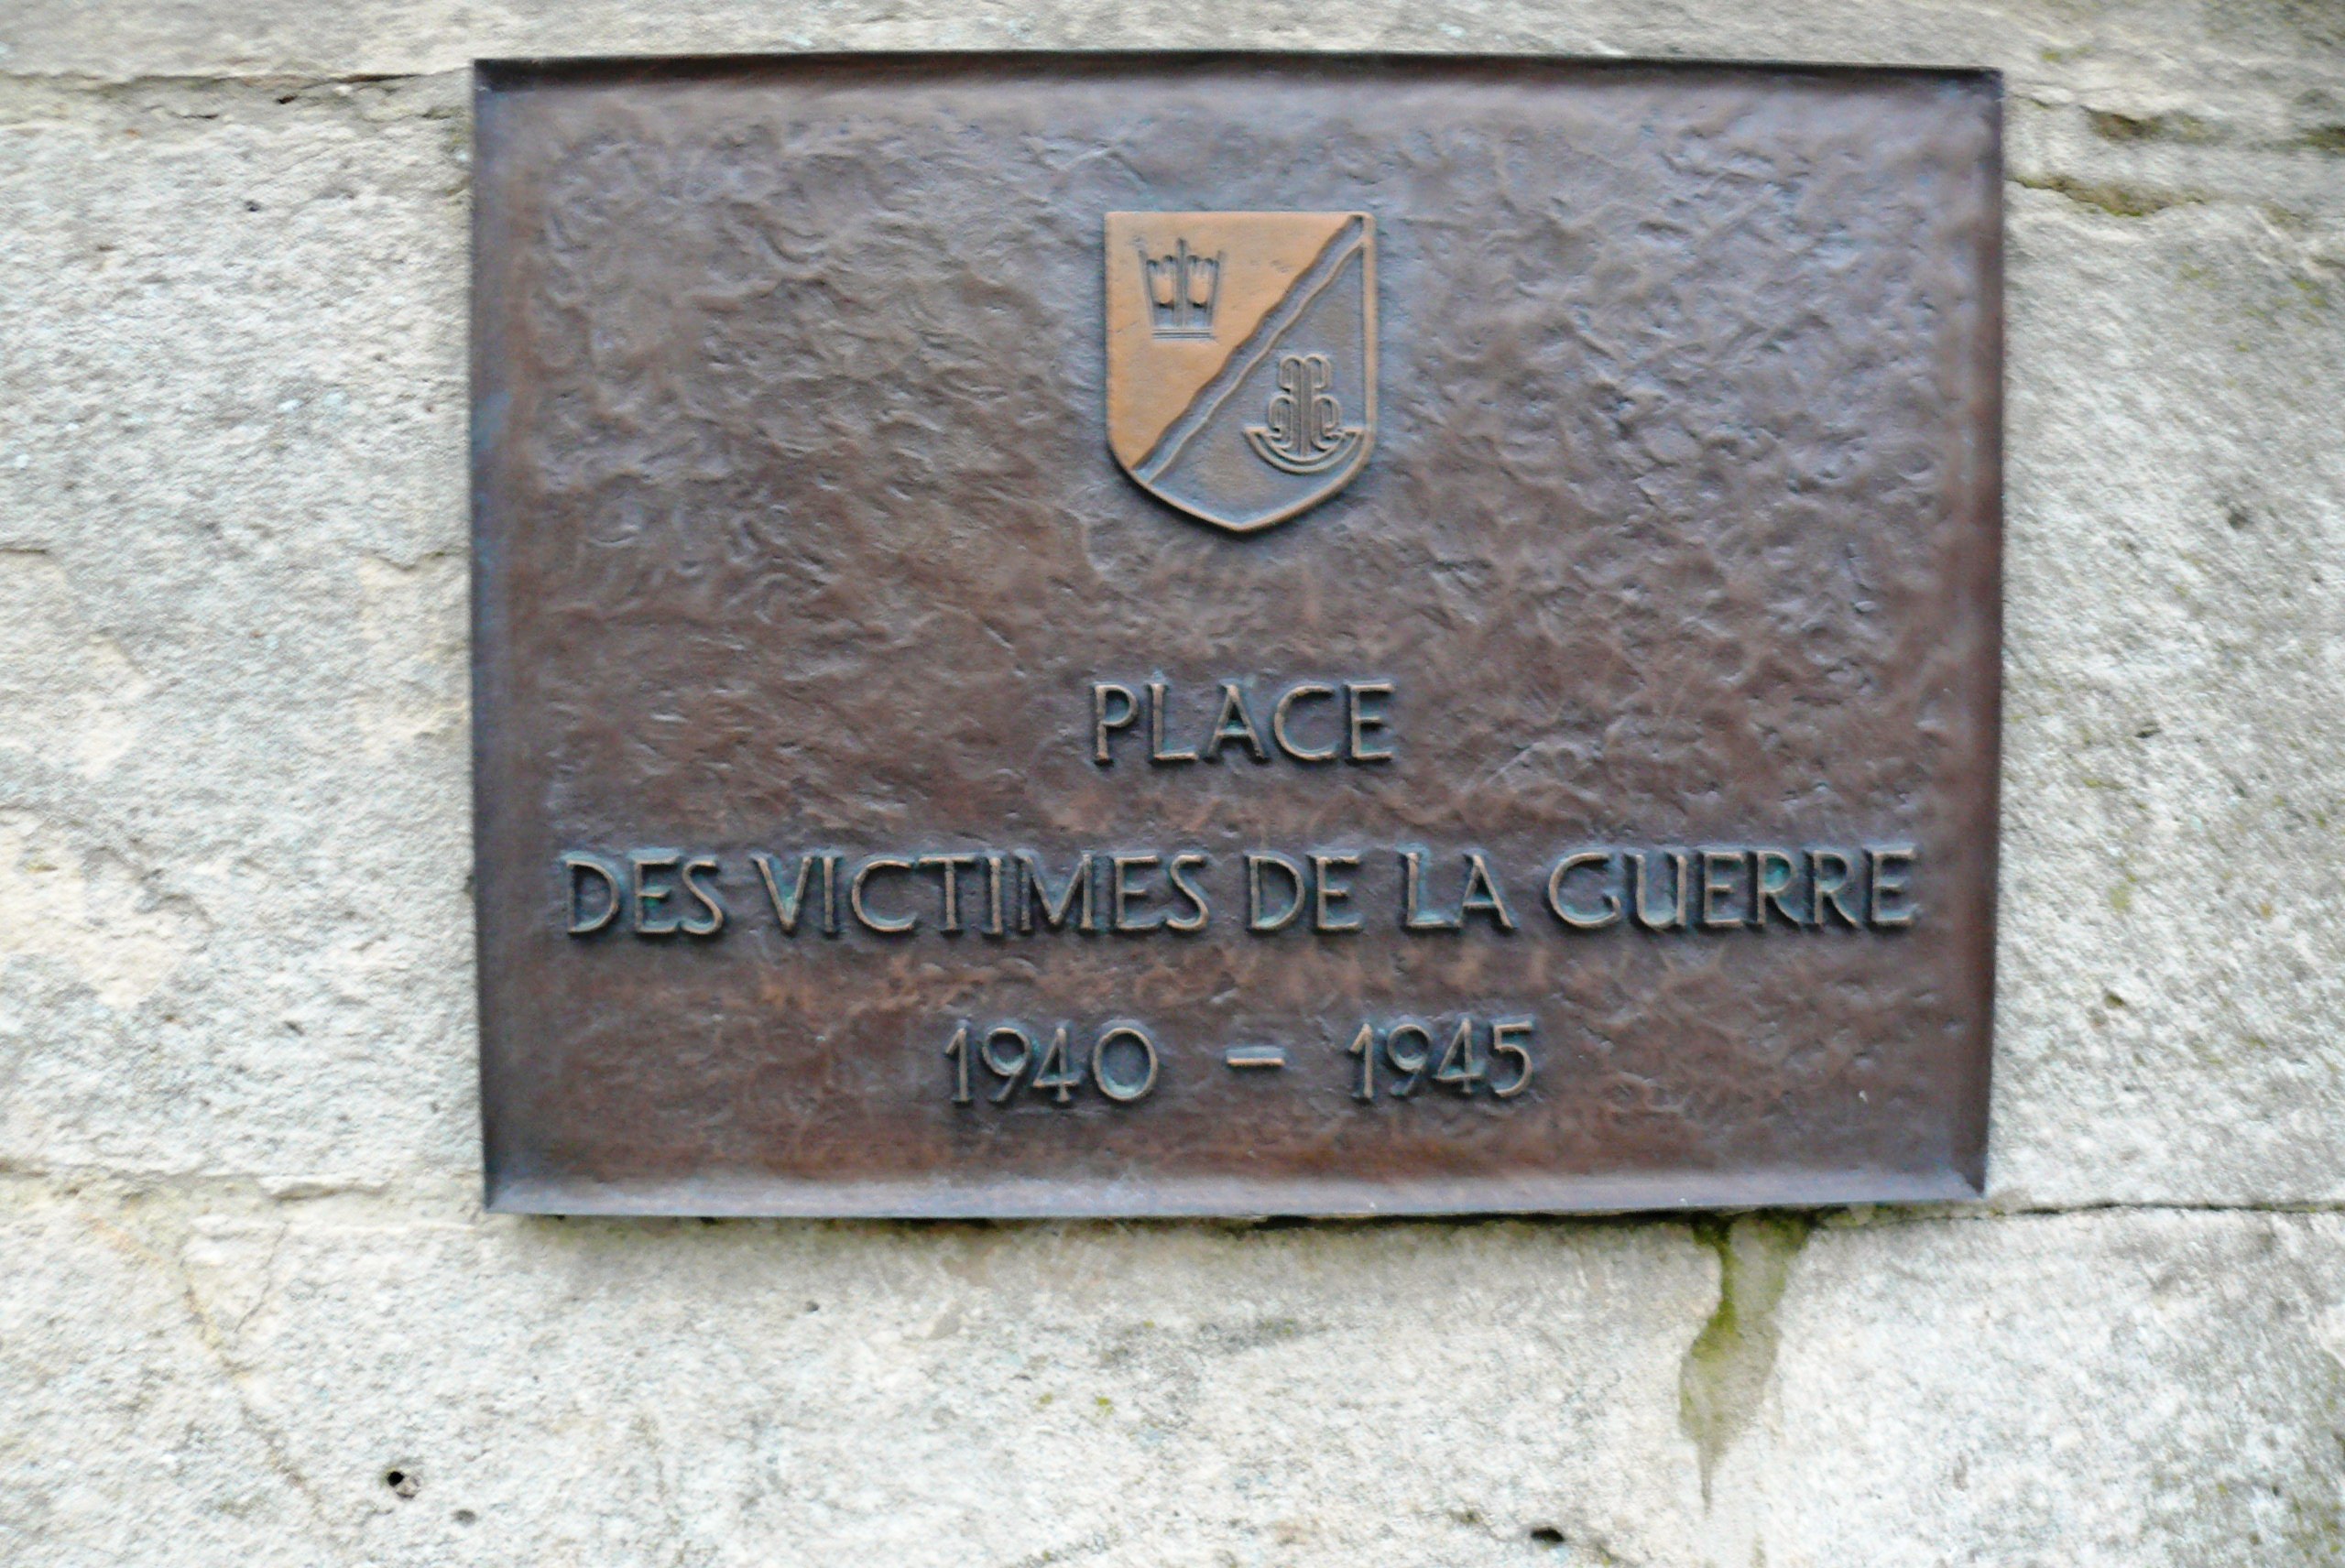 PLACE
DES VICTIMES DE LA GUERRE
1940 - 1945